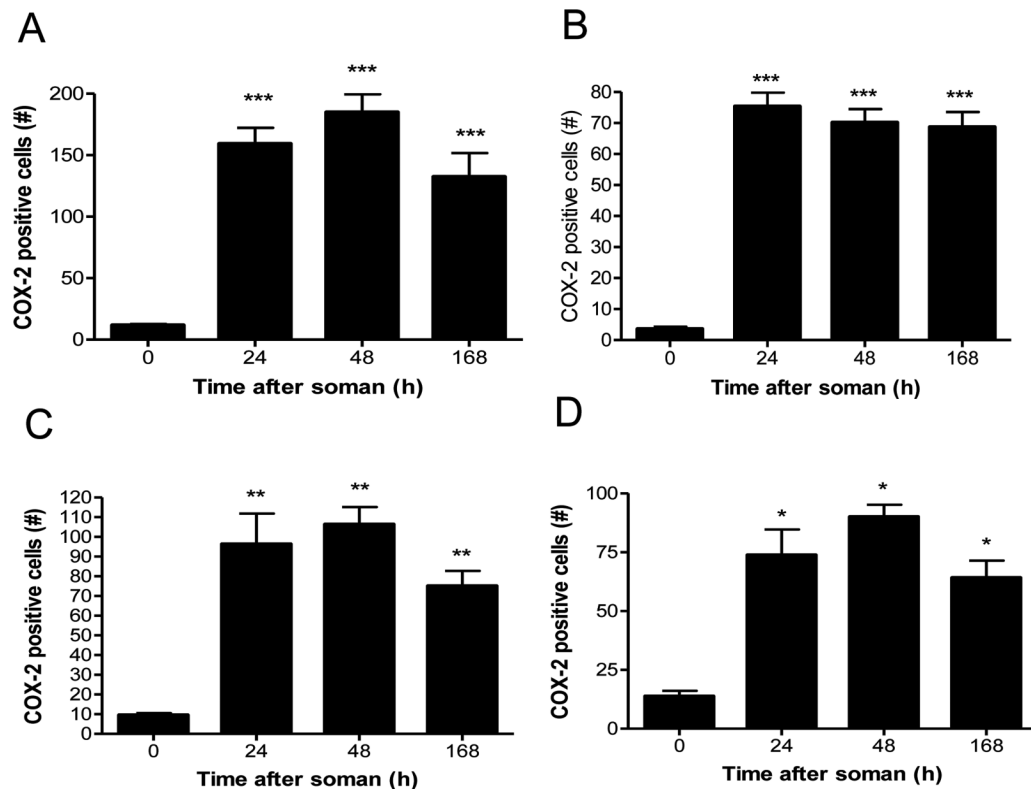 A
COX-2 positive cells (#)
200
150
100
50
0
***
***
***
0 24 48 168
Time after soman (h)
B
COX-2 positive cells (#)
80
70
60
50
40
30
20
10
0
***
***
***
0 24 48 168
Time after soman (h)
C
COX-2 positive cells (#)
120
110
100
90
80
70
60
50
40
30
20
10
0
**
**
**
0 24 48 168
Time after soman (h)
D
COX-2 positive cells (#)
100
75
50
25
0
*
*
*
0 24 48 168
Time after soman (h)